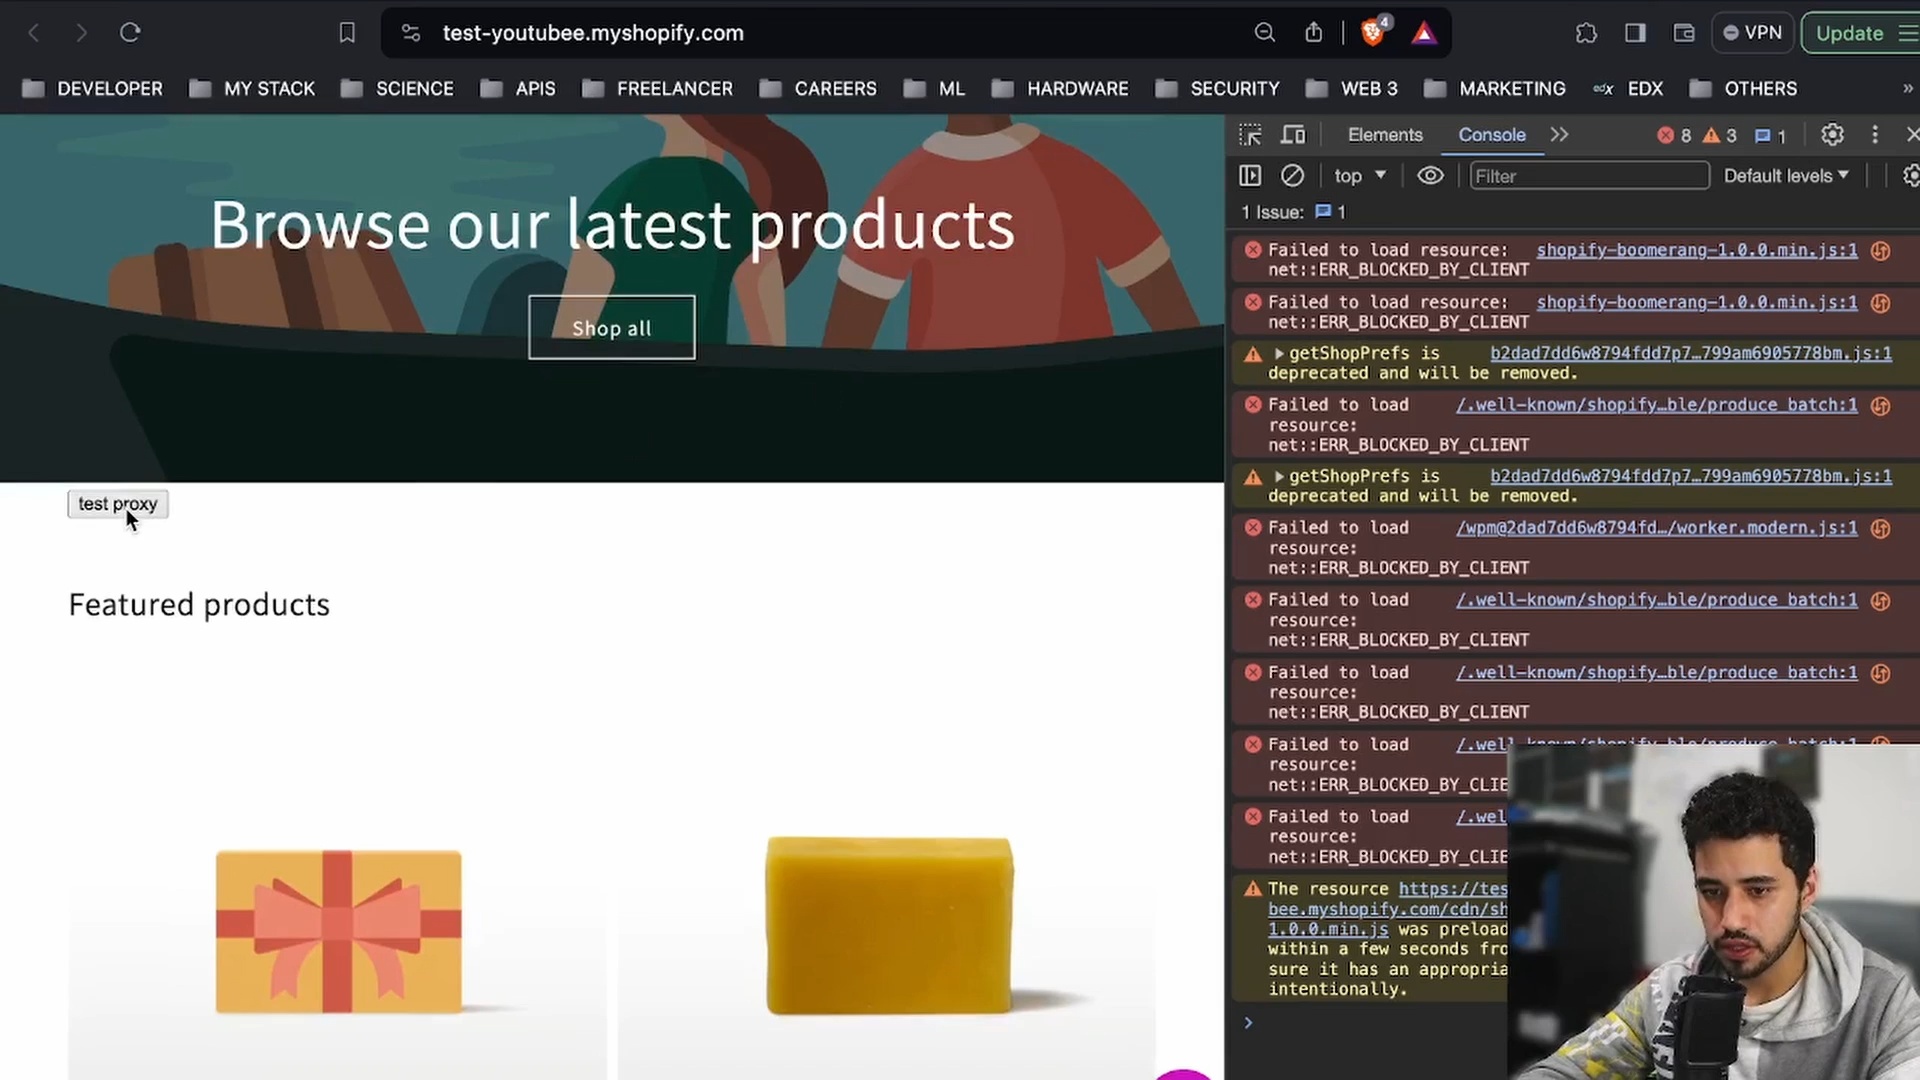 test-youtubee.myshopify.com
4
VPN
Update
DEVELOPER
MY STACK
SCIENCE
APIS
FREELANCER
CAREERS
ML
HARDWARE
SECURITY
WEB 3
MARKETING
edx EDX
OTHERS
»
Browse our latest products
Shop all
test proxy
Featured products
Elements
Console
8
3
1
top
Filter
Default levels
1 Issue: 1
Failed to load resource: shopify-boomerang-1.0.0.min.js:1
net::ERR_BLOCKED_BY_CLIENT
Failed to load resource: shopify-boomerang-1.0.0.min.js:1
net::ERR_BLOCKED_BY_CLIENT
getShopPrefs is b2dad7dd6w8794fdd7p7…799am6905778bm.js:1
deprecated and will be removed.
Failed to load /.well-known/shopify…ble/produce_batch:1
resource:
net::ERR_BLOCKED_BY_CLIENT
getShopPrefs is b2dad7dd6w8794fdd7p7…799am6905778bm.js:1
deprecated and will be removed.
Failed to load /wpm@2dad7dd6w8794fd…/worker.modern.js:1
resource:
net::ERR_BLOCKED_BY_CLIENT
Failed to load /.well-known/shopify…ble/produce_batch:1
resource:
net::ERR_BLOCKED_BY_CLIENT
Failed to load /.well-known/shopify…ble/produce_batch:1
resource:
net::ERR_BLOCKED_BY_CLIENT
Failed to load /.well-known/shopify…ble/produce_batch:1
resource:
net::ERR_BLOCKED_BY_CLIE
Failed to load /.wel
resource:
net::ERR_BLOCKED_BY_CLIE
The resource https://tes
bee.myshopify.com/cdn/sh
1.0.0.min.js was preload
within a few seconds fro
sure it has an appropria
intentionally.